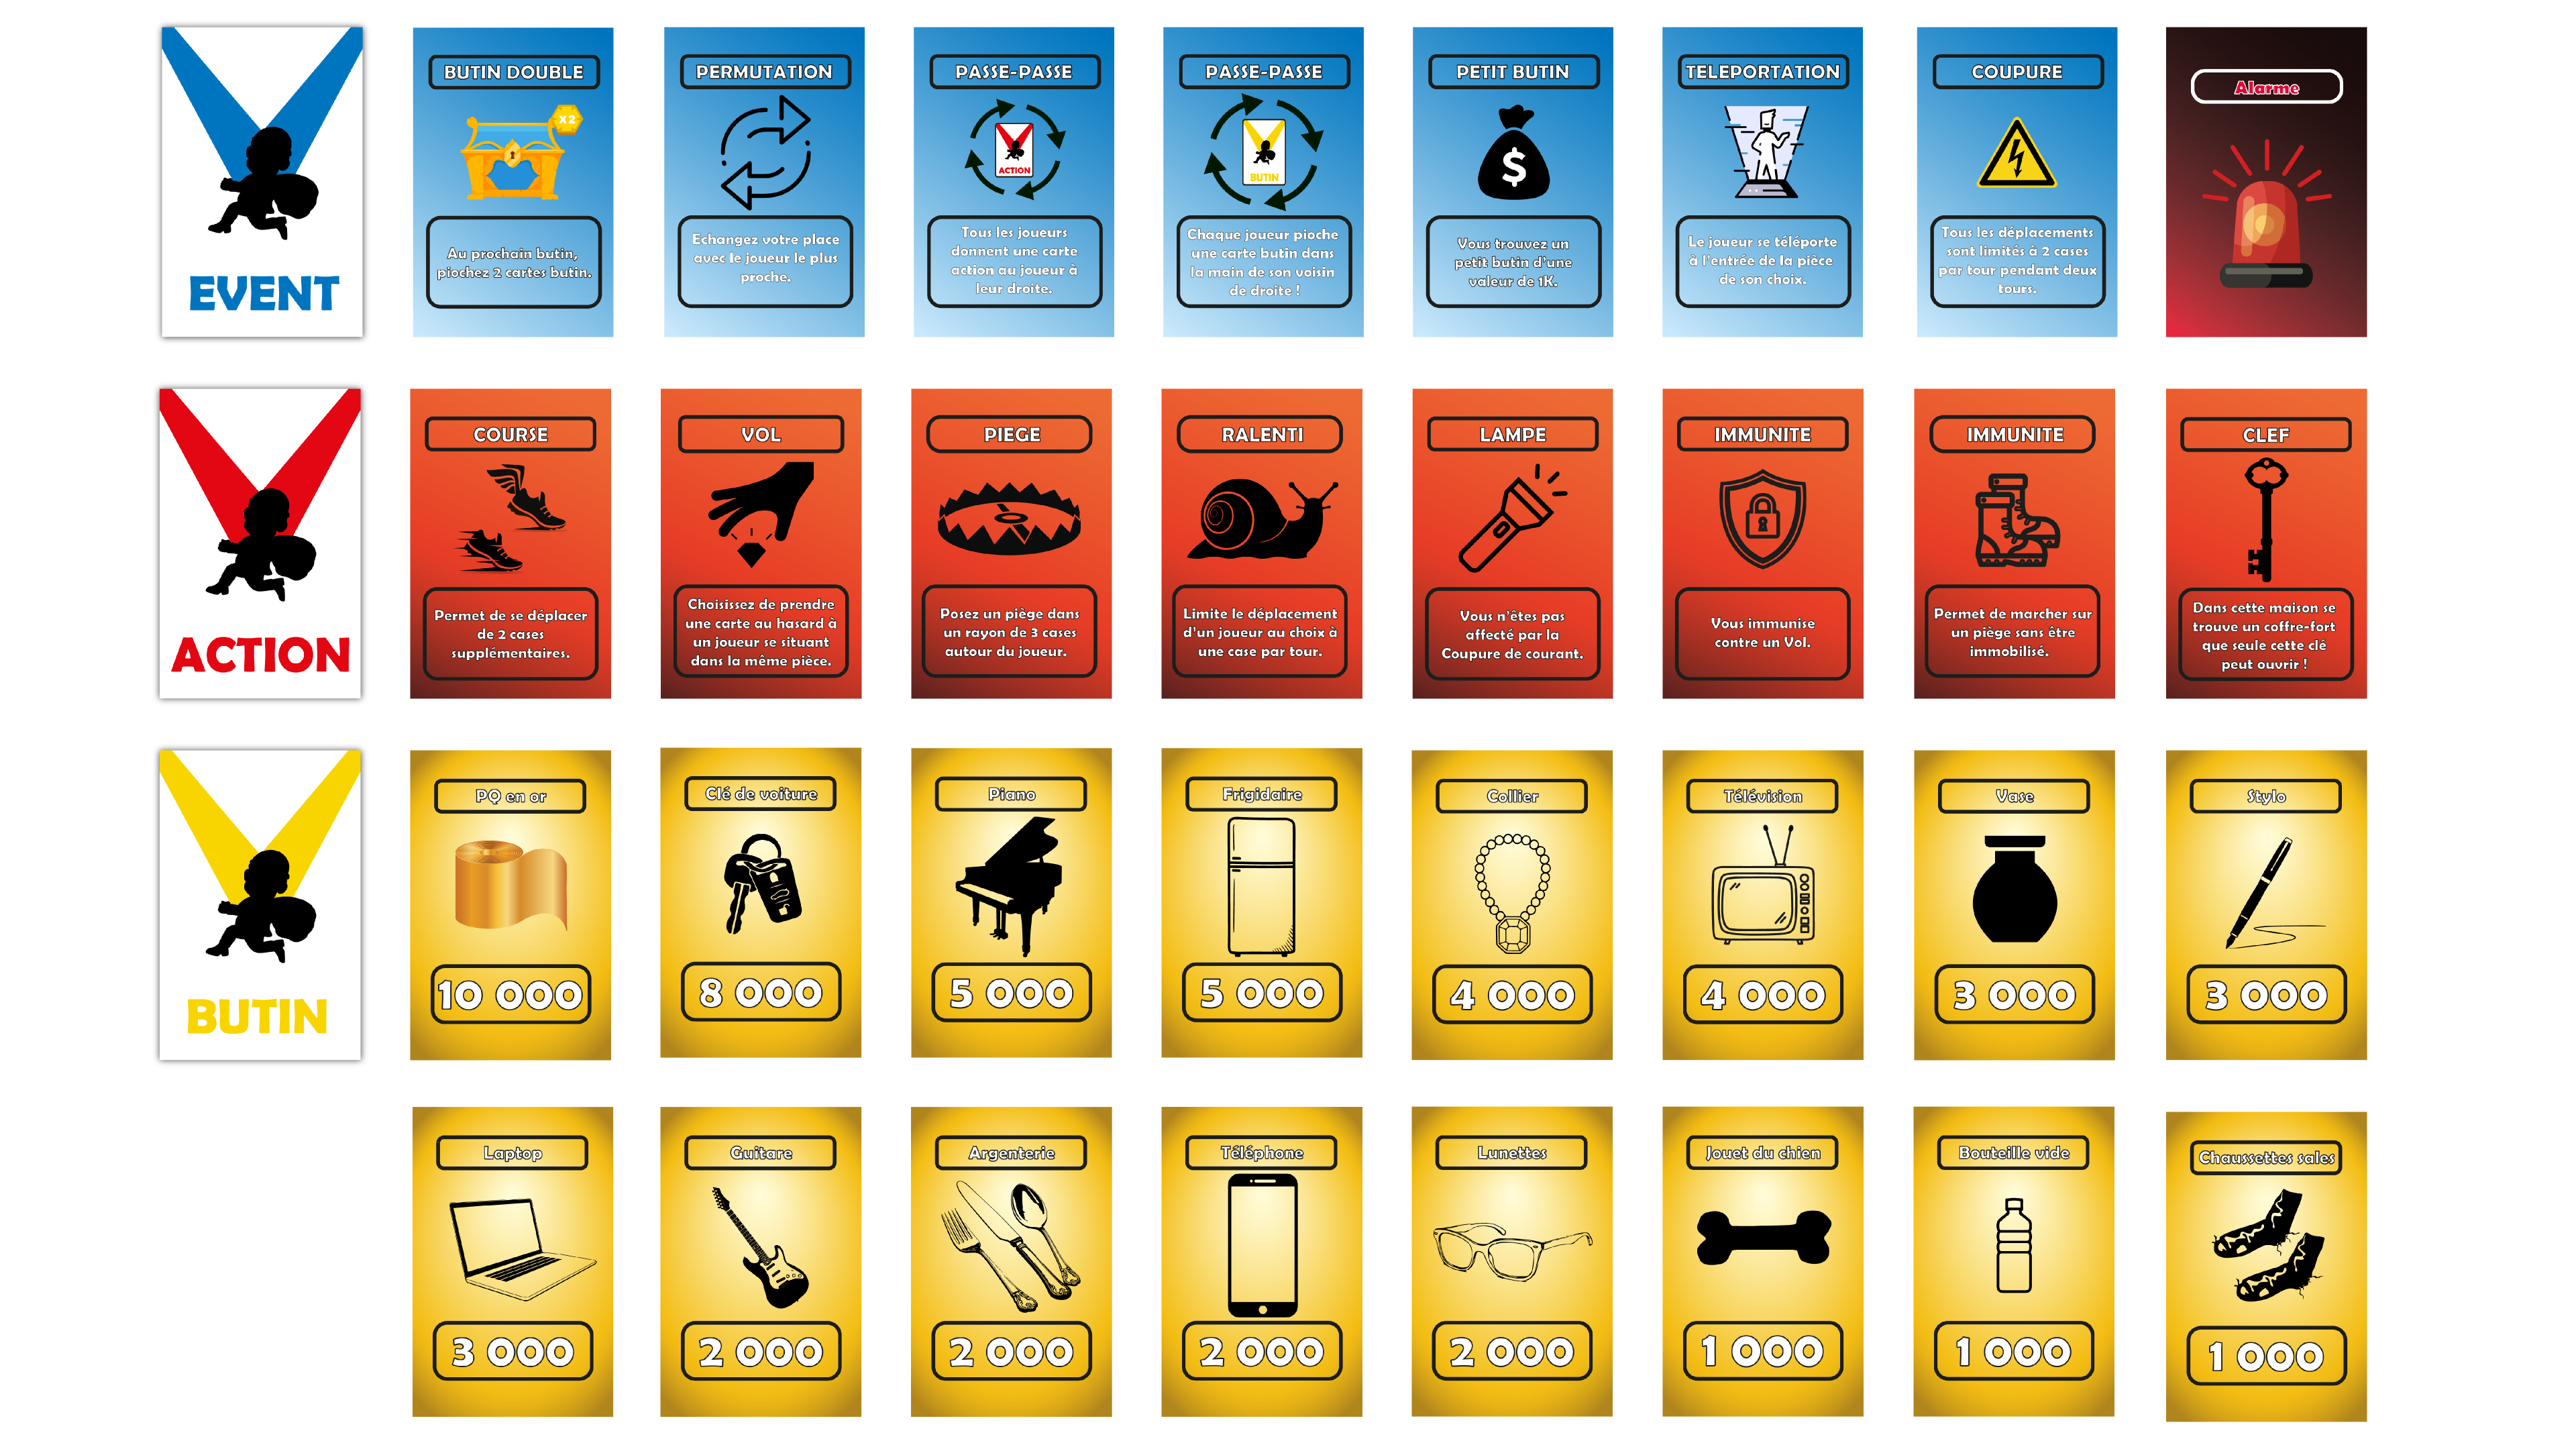 EVENT
BUTIN DOUBLE
X2
Au prochain butin,
piochez 2 cartes butin.
PERMUTATION
Echangez votre place
avec le joueur le plus
proche.
PASSE-PASSE
ACTION
Tous les joueurs
donnent une carte
action au joueur à
leur droite.
PASSE-PASSE
BUTIN
Chaque joueur pioche
une carte butin dans
la main de son voisin
de droite !
PETIT BUTIN
$
Vous trouvez un
petit butin d'une
valeur de 1K.
TELEPORTATION
Le joueur se téléporte
à l'entrée de la pièce
de son choix.
COUPURE
Tous les déplacements
sont limités à 2 cases
par tour pendant deux
tours.
Alarme
ACTION
COURSE
Permet de se déplacer
de 2 cases
supplémentaires.
VOL
Choisissez de prendre
une carte au hasard à
un joueur se situant
dans la même pièce.
PIEGE
Posez un piège dans
un rayon de 3 cases
autour du joueur.
RALENTI
Limite le déplacement
d'un joueur au choix à
une case par tour.
LAMPE
Vous n'êtes pas
affecté par la
Coupure de courant.
IMMUNITE
Vous immunise
contre un Vol.
IMMUNITE
Permet de marcher sur
un piège sans être
immobilisé.
CLEF
Dans cette maison se
trouve un coffre-fort
que seule cette clé
peut ouvrir !
BUTIN
PQ en or
10 000
Clé de voiture
8 000
Piano
5 000
Frigidaire
5 000
Collier
4 000
Télévision
4 000
Vase
3 000
Stylo
3 000
Laptop
3 000
Guitare
2 000
Argenterie
2 000
Téléphone
2 000
Lunettes
2 000
Jouet du chien
1 000
Bouteille vide
1 000
Chaussettes sales
1 000